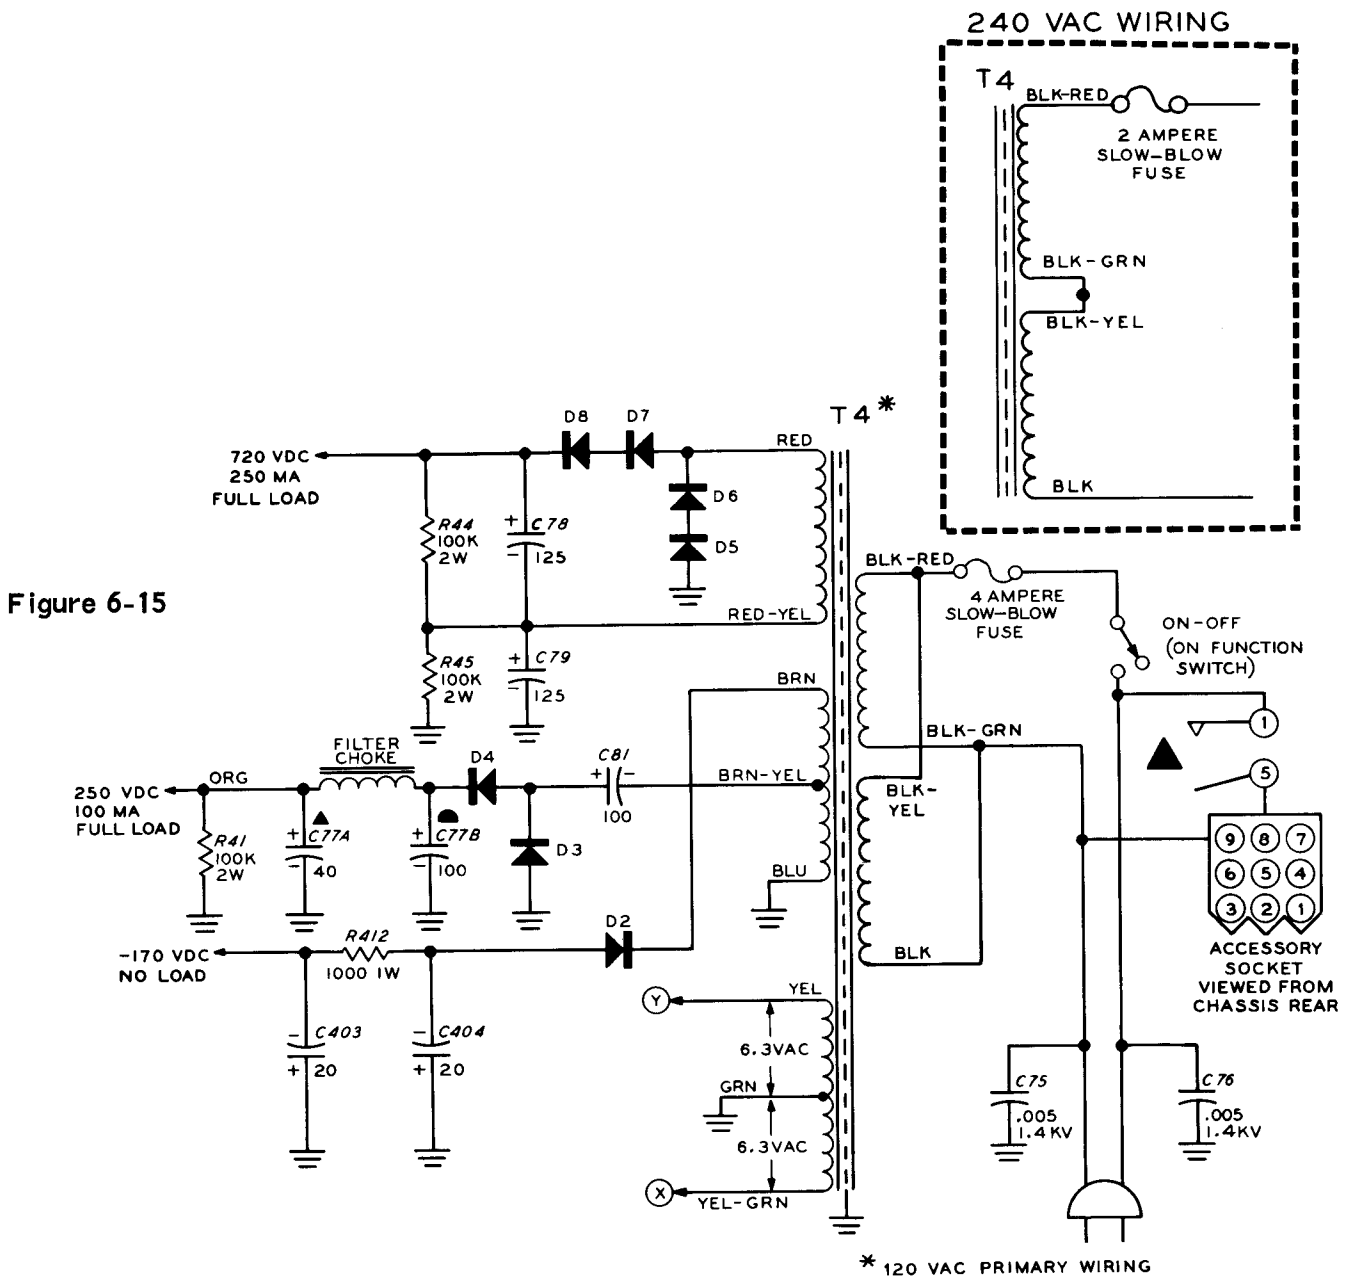 240 VAC WIRING
T4
BLK-RED
2 AMPERE
SLOW-BLOW
FUSE
BLK-GRN
BLK-YEL
BLK
T4*
D8
D7
RED
720 VDC
250 MA
FULL LOAD
D6
D5
R44
100K
2W
+
C78
-
125
RED-YEL
Figure 6-15
R45
100K
2W
+
C79
-
125
BLK-RED
4 AMPERE
SLOW-BLOW
FUSE
ON-OFF
(ON FUNCTION
SWITCH)
BRN
BLK-GRN
1
5
FILTER
CHOKE
ORG
D4
C81
+ -
100
BRN-YEL
BLK-
YEL
250 VDC
100 MA
FULL LOAD
R41
100K
2W
+
C77A
-
40
+
C77B
-
100
D3
BLU
9 8 7
6 5 4
3 2 1
ACCESSORY
SOCKET
VIEWED FROM
CHASSIS REAR
D2
BLK
-170 VDC
NO LOAD
R412
1000 1W
Y
YEL
- C403
+ 20
- C404
+ 20
6.3VAC
GRN
6.3VAC
X
YEL-GRN
C75
.005
1.4KV
C76
.005
1.4KV
* 120 VAC PRIMARY WIRING